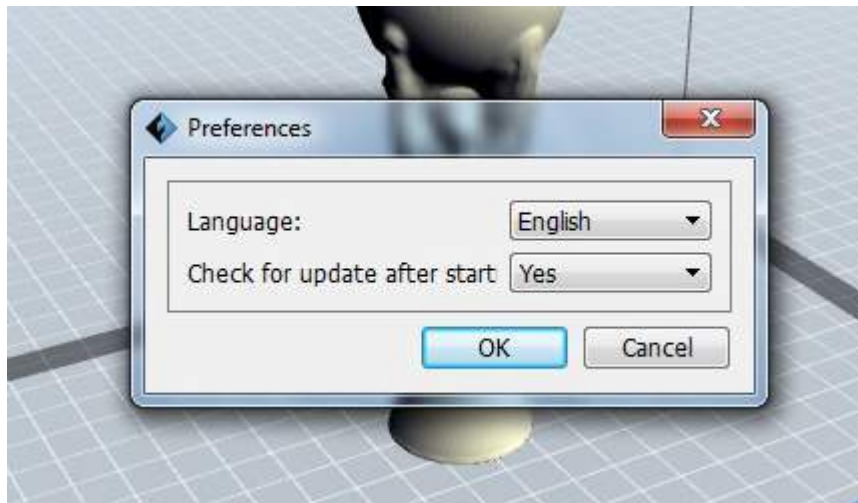 Preferences
Language: English
Check for update after start Yes
OK Cancel